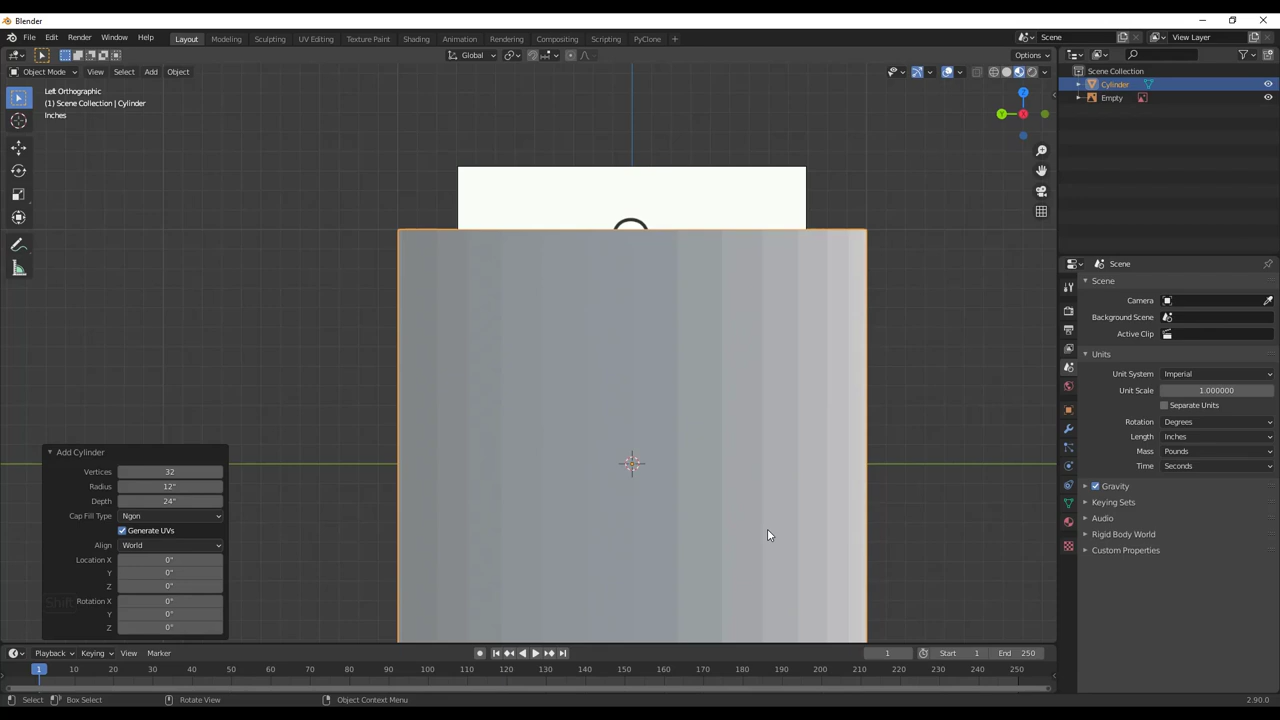 Blender
File Edit Render Window Help Layout Modeling Sculpting UV Editing Texture Paint Shading Animation Rendering Compositing Scripting PyClone + Scene View Layer
Global Options
Object Mode View Select Add Object
Left Orthographic
(1) Scene Collection | Cylinder
Inches
Z
Y X
Scene Collection
Cylinder
Empty
Scene
Scene
Camera Object
Background Scene
Active Clip
Units
Unit System Imperial
Unit Scale 1.000000
Separate Units
Rotation Degrees
Length Inches
Mass Pounds
Time Seconds
Gravity
Keying Sets
Audio
Rigid Body World
Custom Properties
Add Cylinder
Vertices 32
Radius 12"
Depth 24"
Cap Fill Type Ngon
Generate UVs
Align World
Location X 0"
Y 0"
Z 0"
Shift
Rotation X 0°
Y 0°
Z 0°
Playback Keying View Marker 1 Start 1 End 250
1 10 20 30 40 50 60 70 80 90 100 110 120 130 140 150 160 170 180 190 200 210 220 230 240 250
Select Box Select Rotate View Object Context Menu 2.90.0